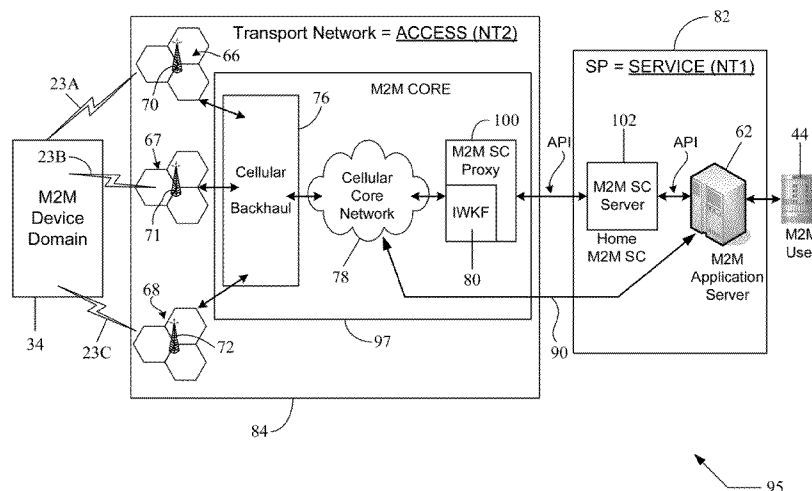 Transport Network = ACCESS (NT2)
82
66
SP = SERVICE (NT1)
23A
70
76
M2M CORE
100
102
62
44
67
23B
M2M SC
Proxy
API
API
Cellular
Backhaul
Cellular
Core
Network
M2M SC
Server
M2M
Device
Domain
71
IWKF
Home
M2M SC
M2M
Use
78
80
M2M
Application
Server
68
34
23C
72
97
90
84
95